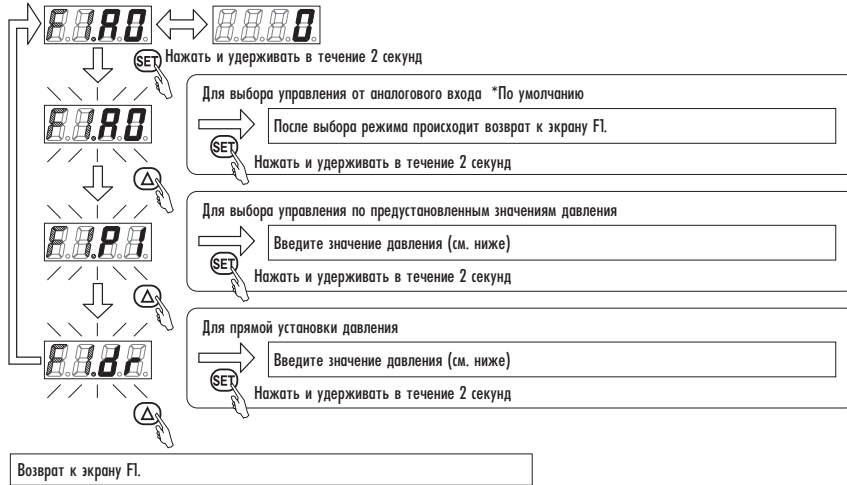 F1.A0 0.
SET Нажать и удерживать в течение 2 секунд
Для выбора управления от аналогового входа *По умолчанию
F1.A0
После выбора режима происходит возврат к экрану F1.
SET
Нажать и удерживать в течение 2 секунд
Для выбора управления по предустановленным значениям давления
F1.P1
Введите значение давления (см. ниже)
SET
Нажать и удерживать в течение 2 секунд
Для прямой установки давления
F1.dr
Введите значение давления (см. ниже)
SET
Нажать и удерживать в течение 2 секунд
Возврат к экрану F1.